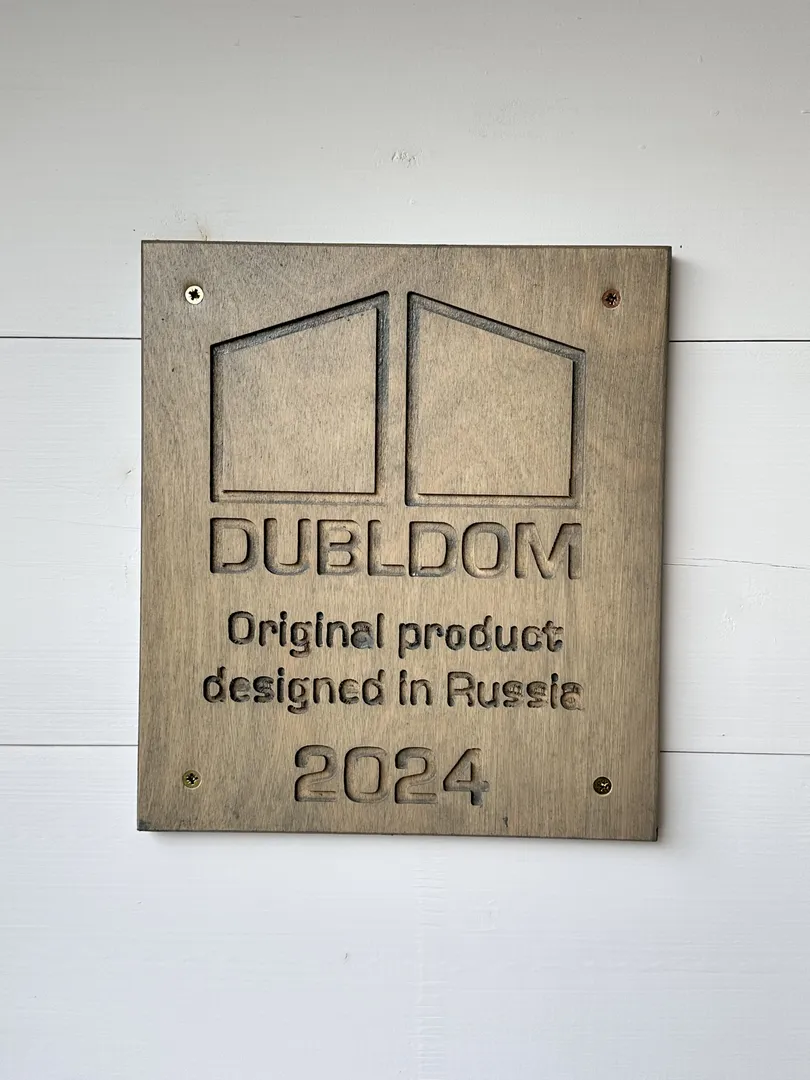 DUBLDOM
Original product
designed in Russia
2024